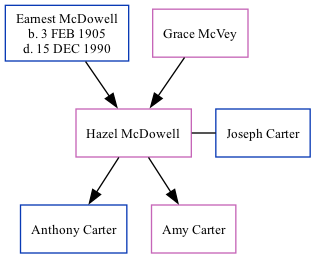 Earnest McDowell
b. 3 FEB 1905
d. 15 DEC 1990
Grace McVey
Hazel McDowell
Joseph Carter
Anthony Carter
Amy Carter